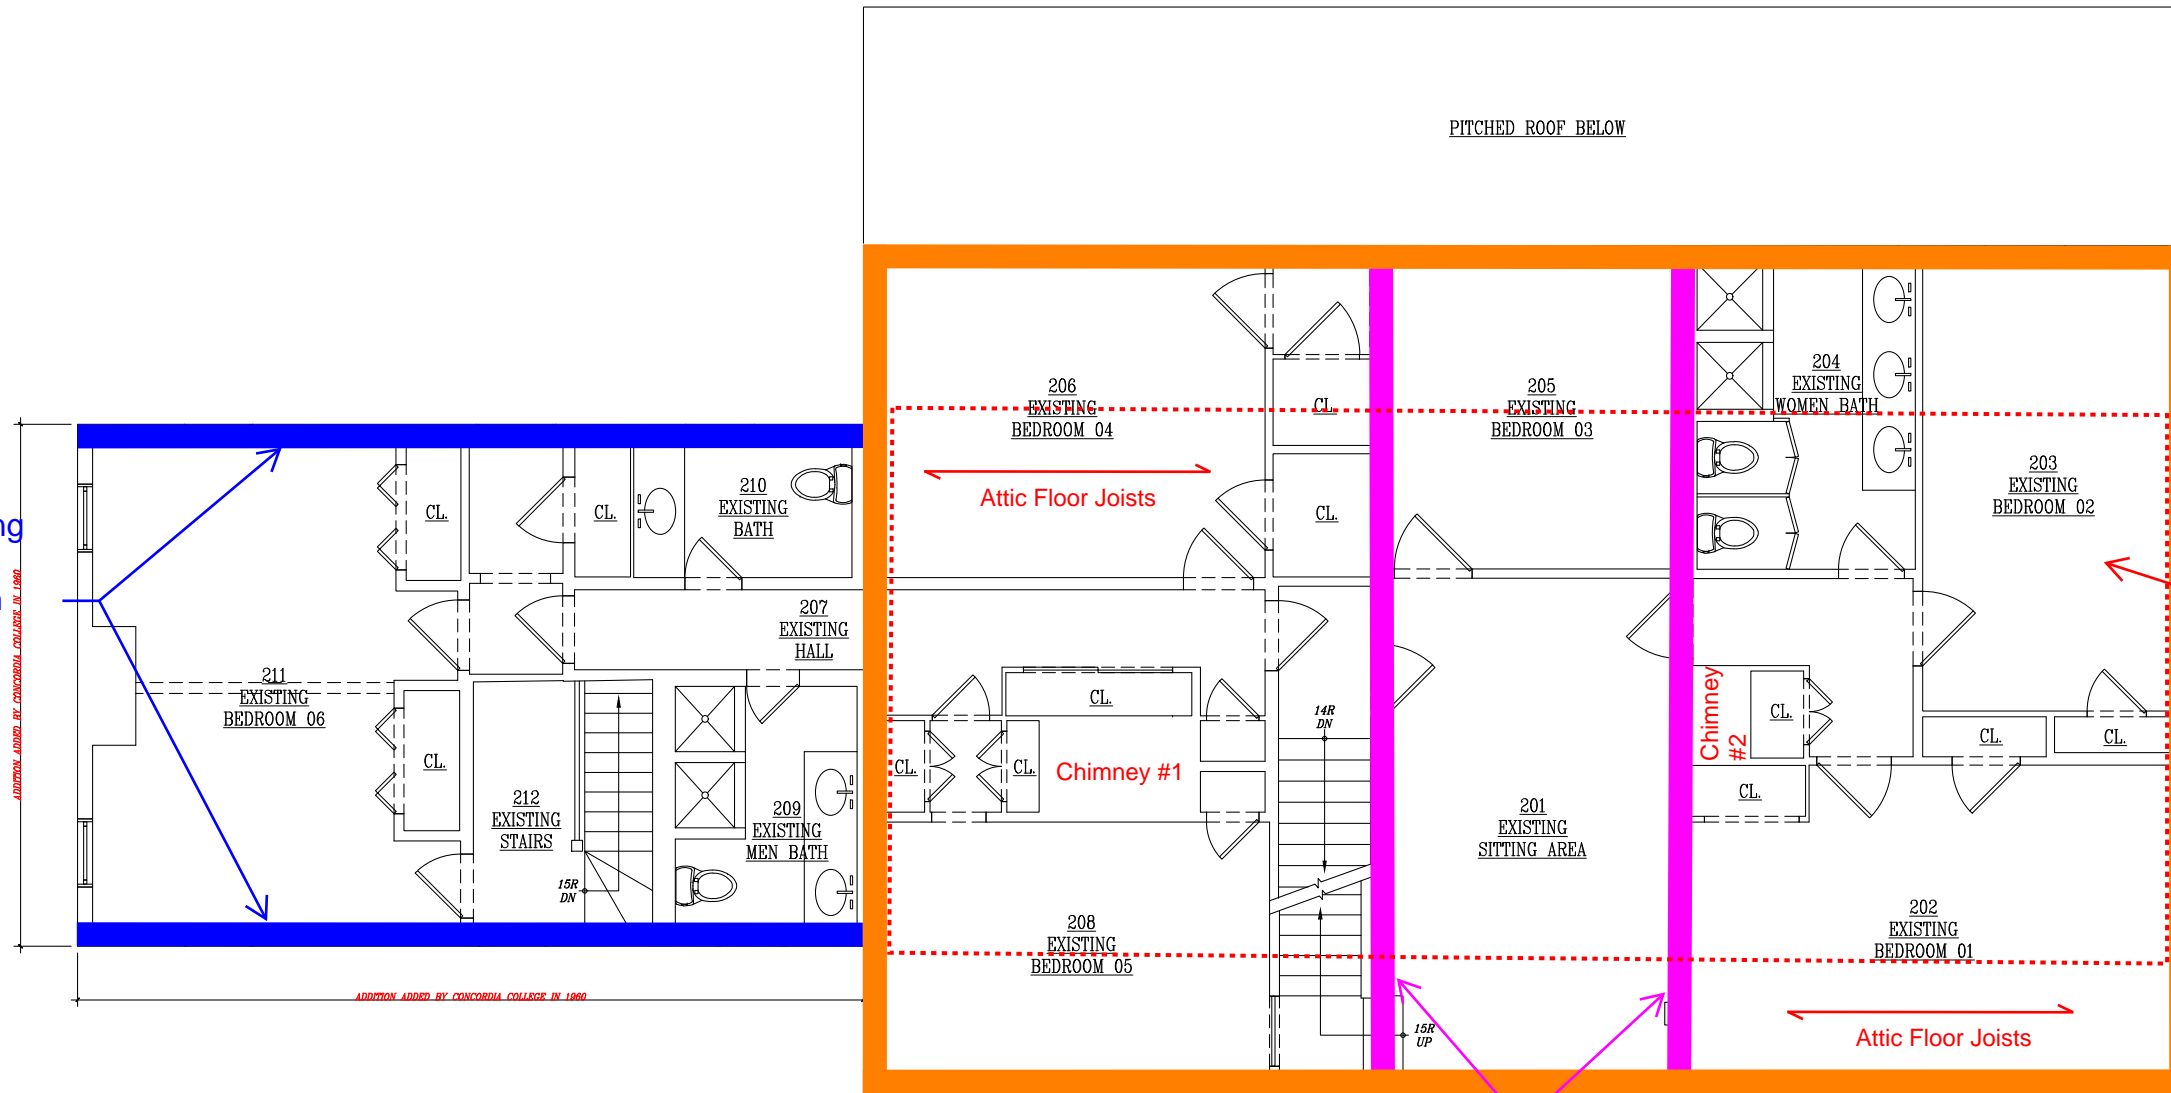 PITCHED ROOF BELOW
206
EXISTING
BEDROOM 04
CL.
205
EXISTING
BEDROOM 03
204
EXISTING
WOMEN BATH
203
EXISTING
BEDROOM 02
Attic Floor Joists
CL.
CL.
CL.
210
EXISTING
BATH
207
EXISTING
HALL
211
EXISTING
BEDROOM 06
CL.
212
EXISTING
STAIRS
15R
DN
209
EXISTING
MEN BATH
CL.
CL.
CL.
Chimney #1
14R
DN
Chimney
#2
CL.
CL.
CL.
CL.
201
EXISTING
SITTING AREA
208
EXISTING
BEDROOM 05
202
EXISTING
BEDROOM 01
15R
UP
Attic Floor Joists
ADDITION ADDED BY CONCORDIA COLLEGE IN 1960
ADDITION ADDED BY CONCORDIA COLLEGE IN 1960